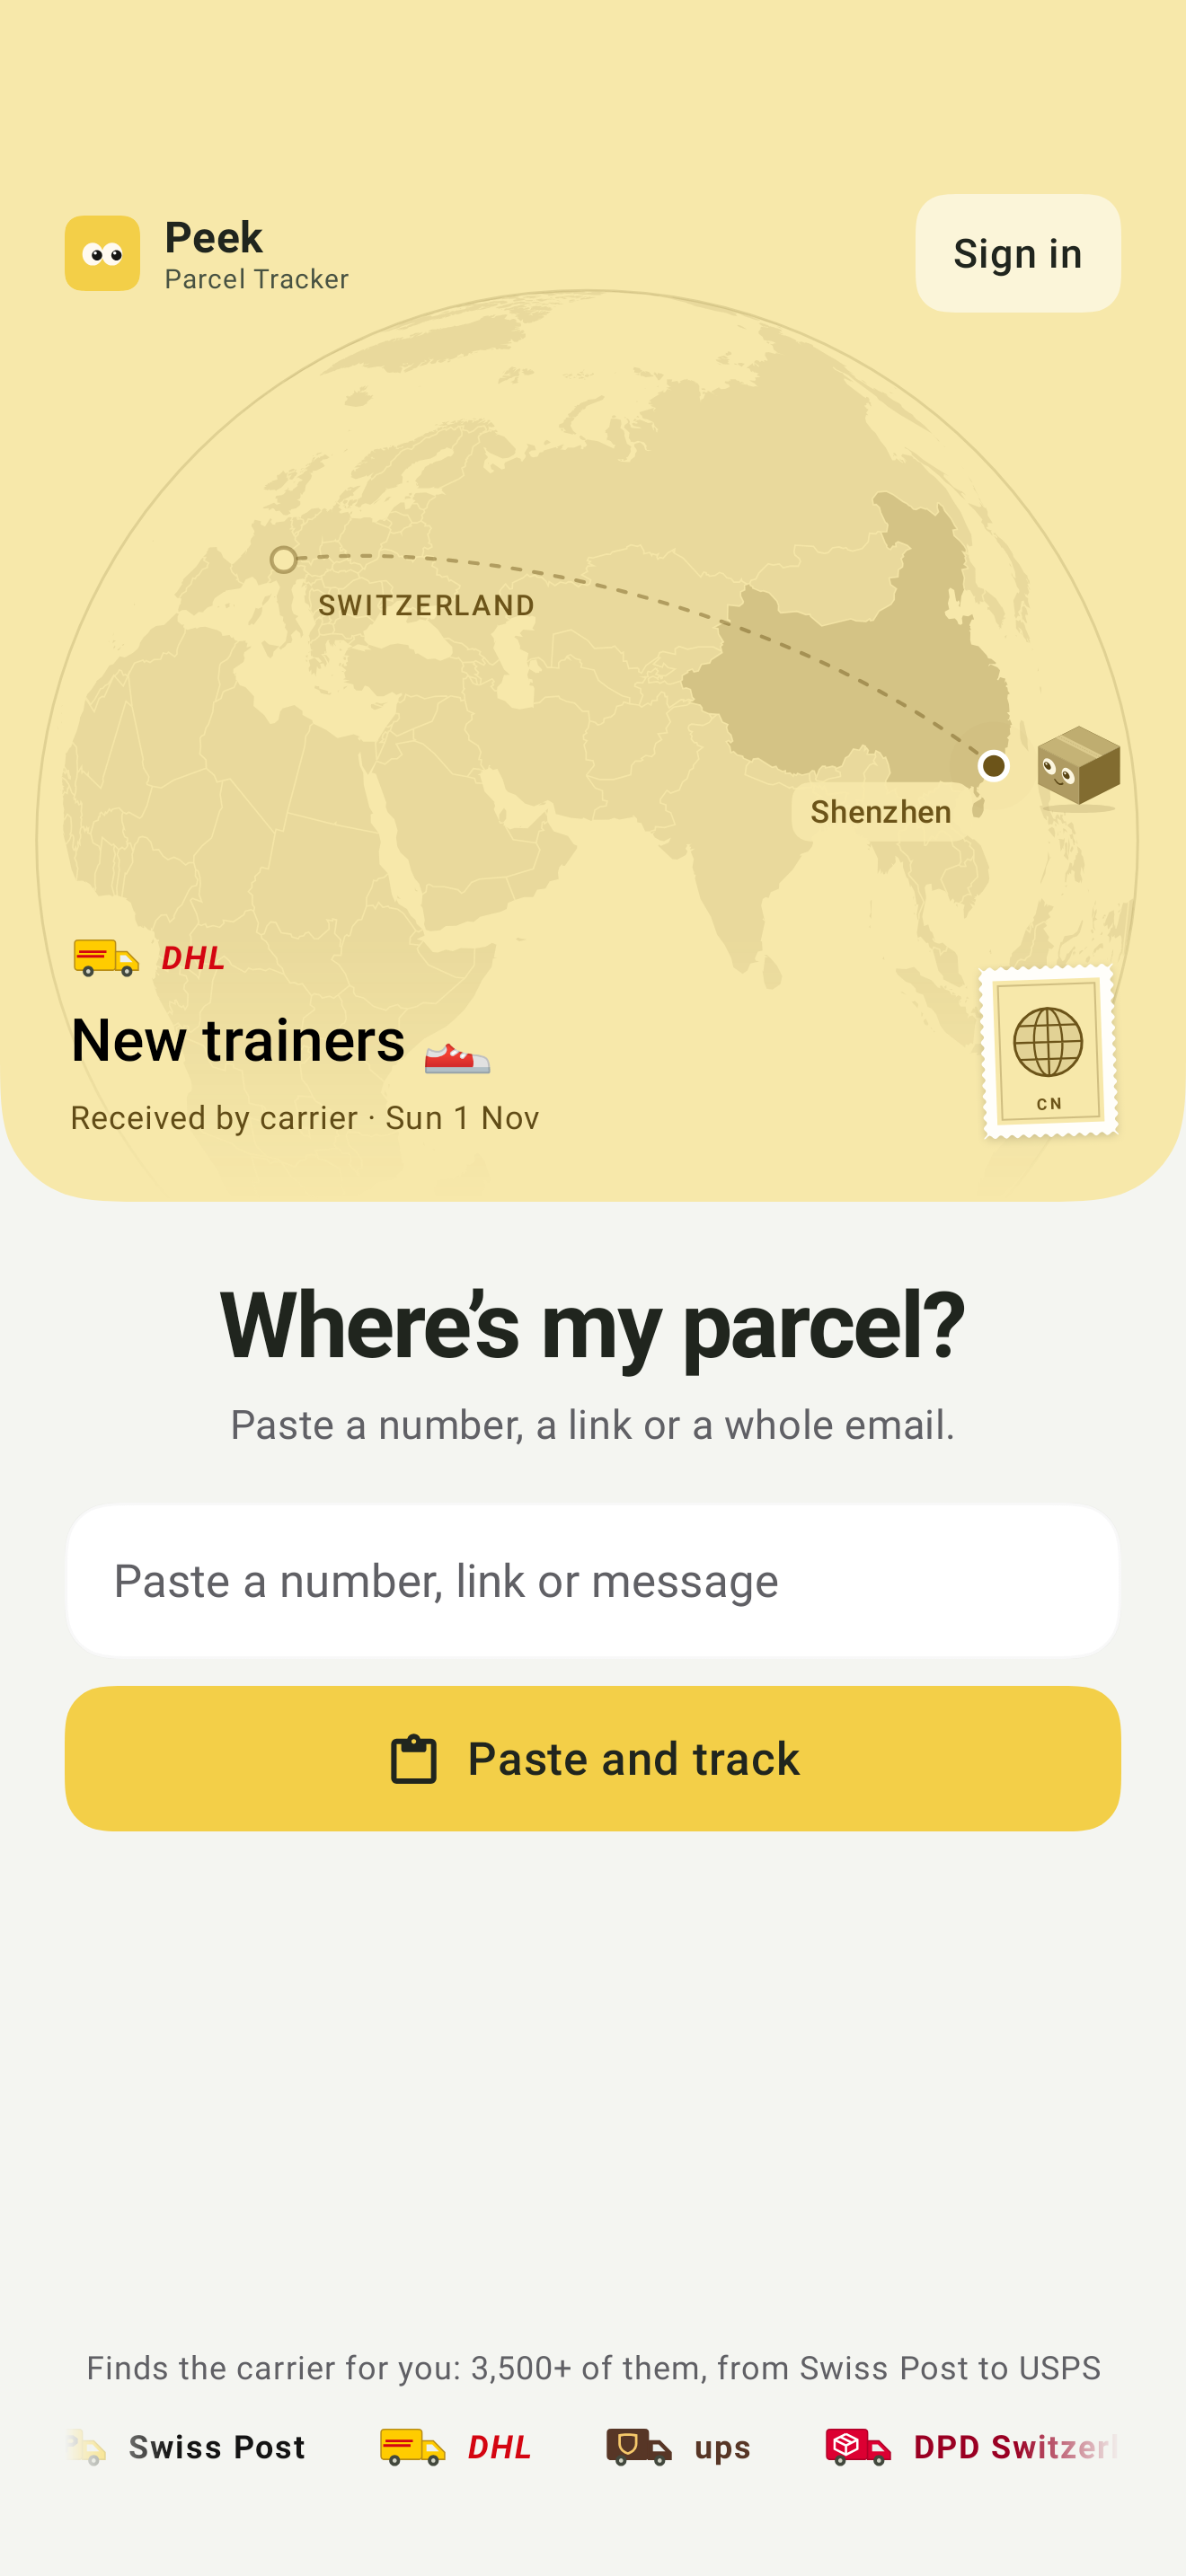 Peek
Parcel Tracker
Sign in
SWITZERLAND
Shenzhen
DHL
New trainers
Received by carrier · Sun 1 Nov
CN
Where’s my parcel?
Paste a number, a link or a whole email.
Paste a number, link or message
Paste and track
Finds the carrier for you: 3,500+ of them, from Swiss Post to USPS
Swiss Post DHL ups DPD Switzerl